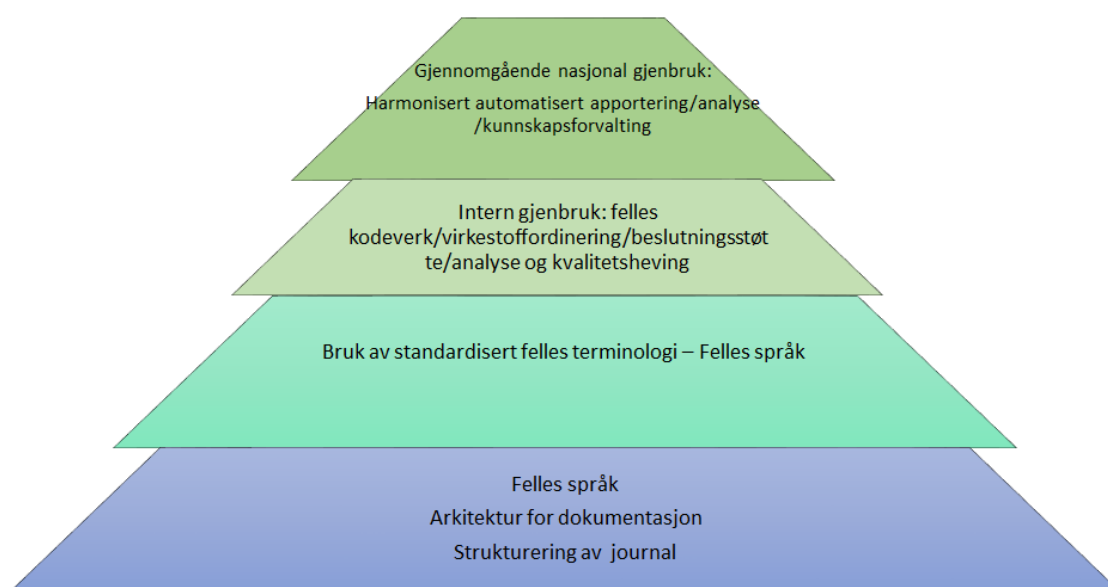 Gjennomgående nasjonal gjenbruk:
Harmonisert automatisert apportering/analyse
/kunnskapsforvalting
Intern gjenbruk: felles
kodeverk/virkestoffordinering/beslutningsstøt
te/analyse og kvalitetsheving
Bruk av standardisert felles terminologi – Felles språk
Felles språk
Arkitektur for dokumentasjon
Strukturering av journal